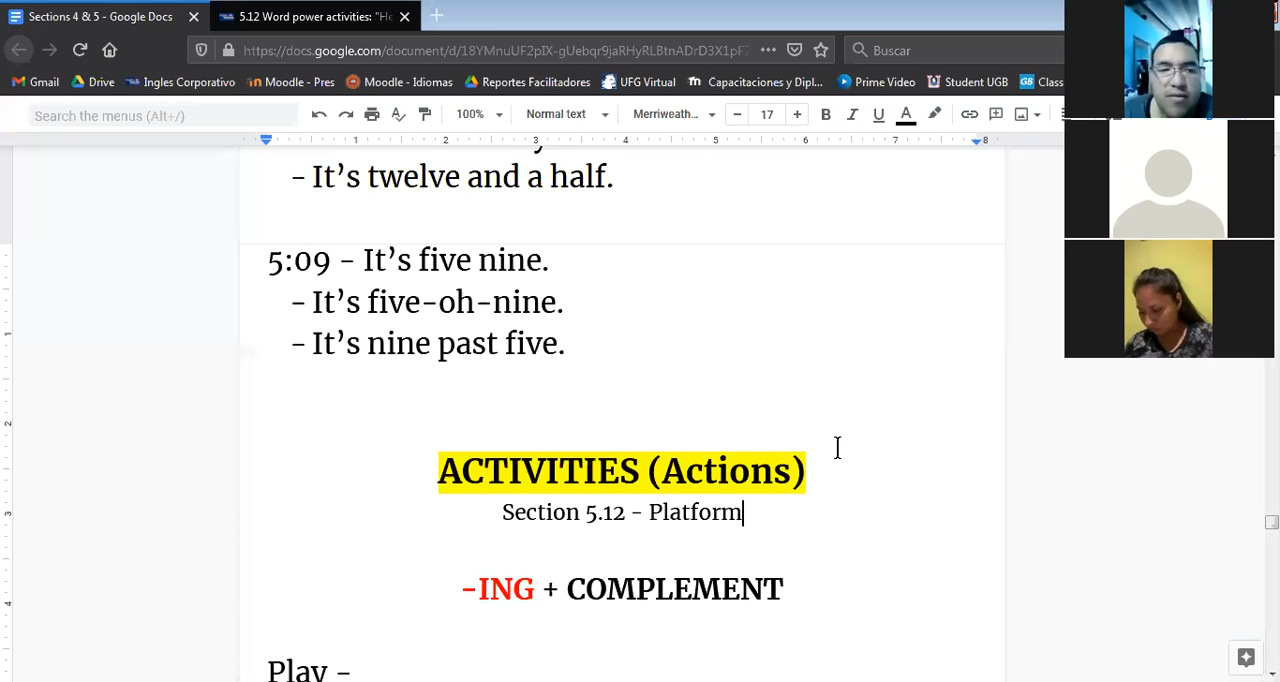 Sections 4 & 5 - Google Docs
5.12 Word power activities: "He
https://docs.google.com/document/d/18YMnuUF2pIX-gUebqr9jaRHyRLBtnADrD3X1pF7
Buscar
Gmail
Drive
Ingles Corporativo
Moodle - Pres
Moodle - Idiomas
Reportes Facilitadores
UFG Virtual
Capacitaciones y Dipl...
Prime Video
Student UGB
Class
Search the menus (Alt+/)
100%
Normal text
Merriweath...
17
- It's twelve and a half.
5:09 - It's five nine.
- It's five-oh-nine.
- It's nine past five.
ACTIVITIES (Actions)
Section 5.12 - Platform
-ING + COMPLEMENT
Play -